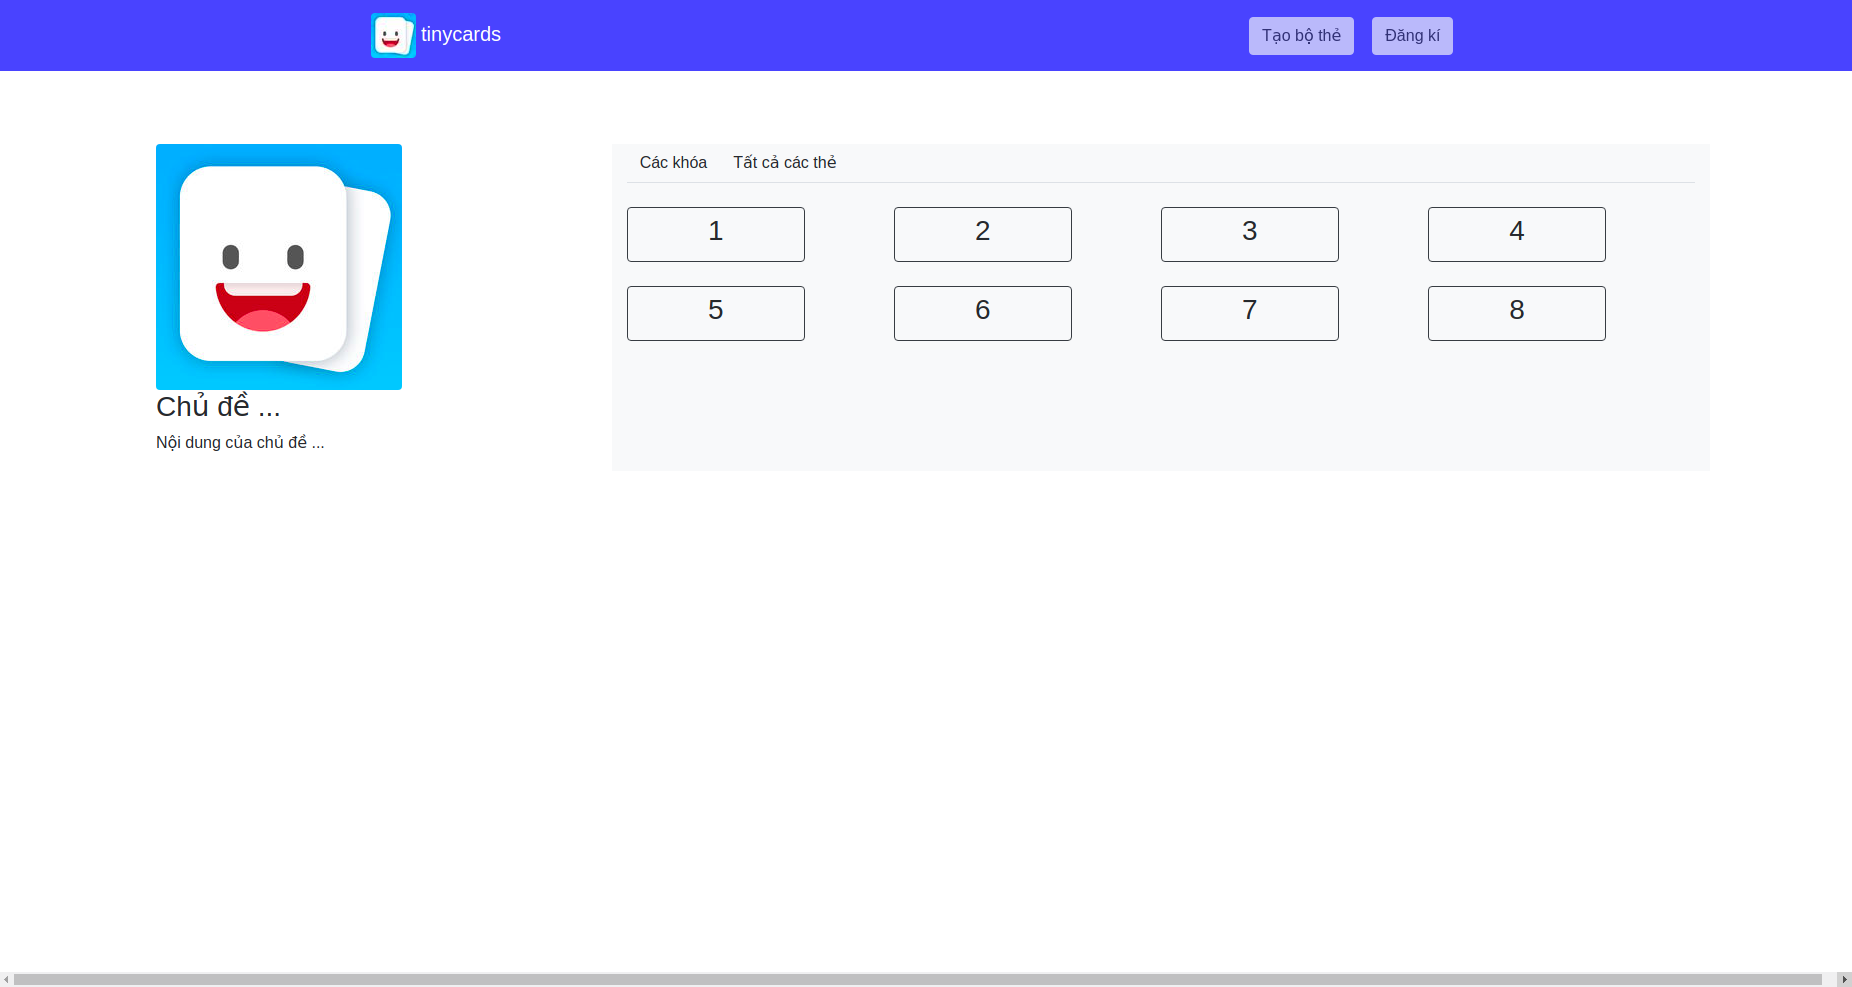 tinycards
Tạo bộ thẻ
Đăng kí
Các khóa
Tất cả các thẻ
1
2
3
4
5
6
7
8
Chủ đề ...
Nội dung của chủ đề ...